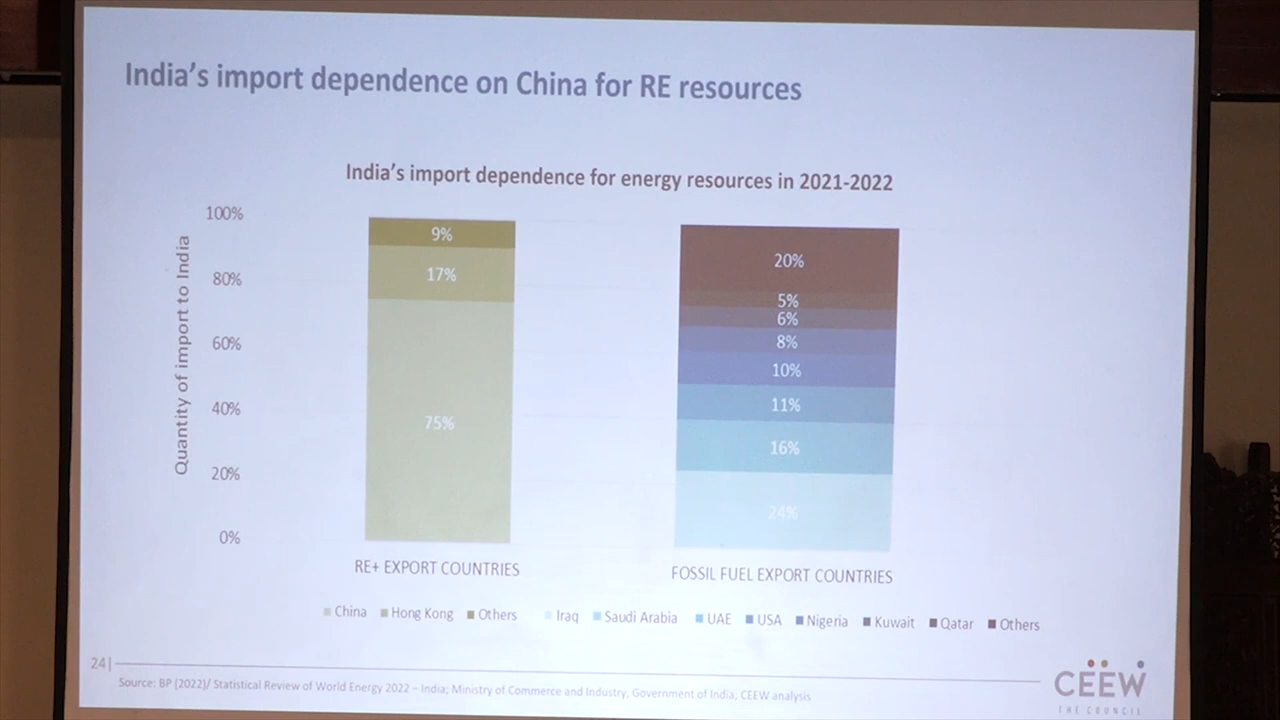 India's import dependence on China for RE resources
India's import dependence for energy resources in 2021-2022
Quantity of import to India
100%
80%
60%
40%
20%
0%
9%
17%
75%
20%
5%
6%
8%
10%
11%
16%
24%
RE+ EXPORT COUNTRIES
FOSSIL FUEL EXPORT COUNTRIES
China Hong Kong Others Iraq Saudi Arabia UAE USA Nigeria Kuwait Qatar Others
24|
Source: BP (2022)/ Statistical Review of World Energy 2022 – India; Ministry of Commerce and Industry, Government of India, CEEW analysis
CEEW
THE COUNCIL